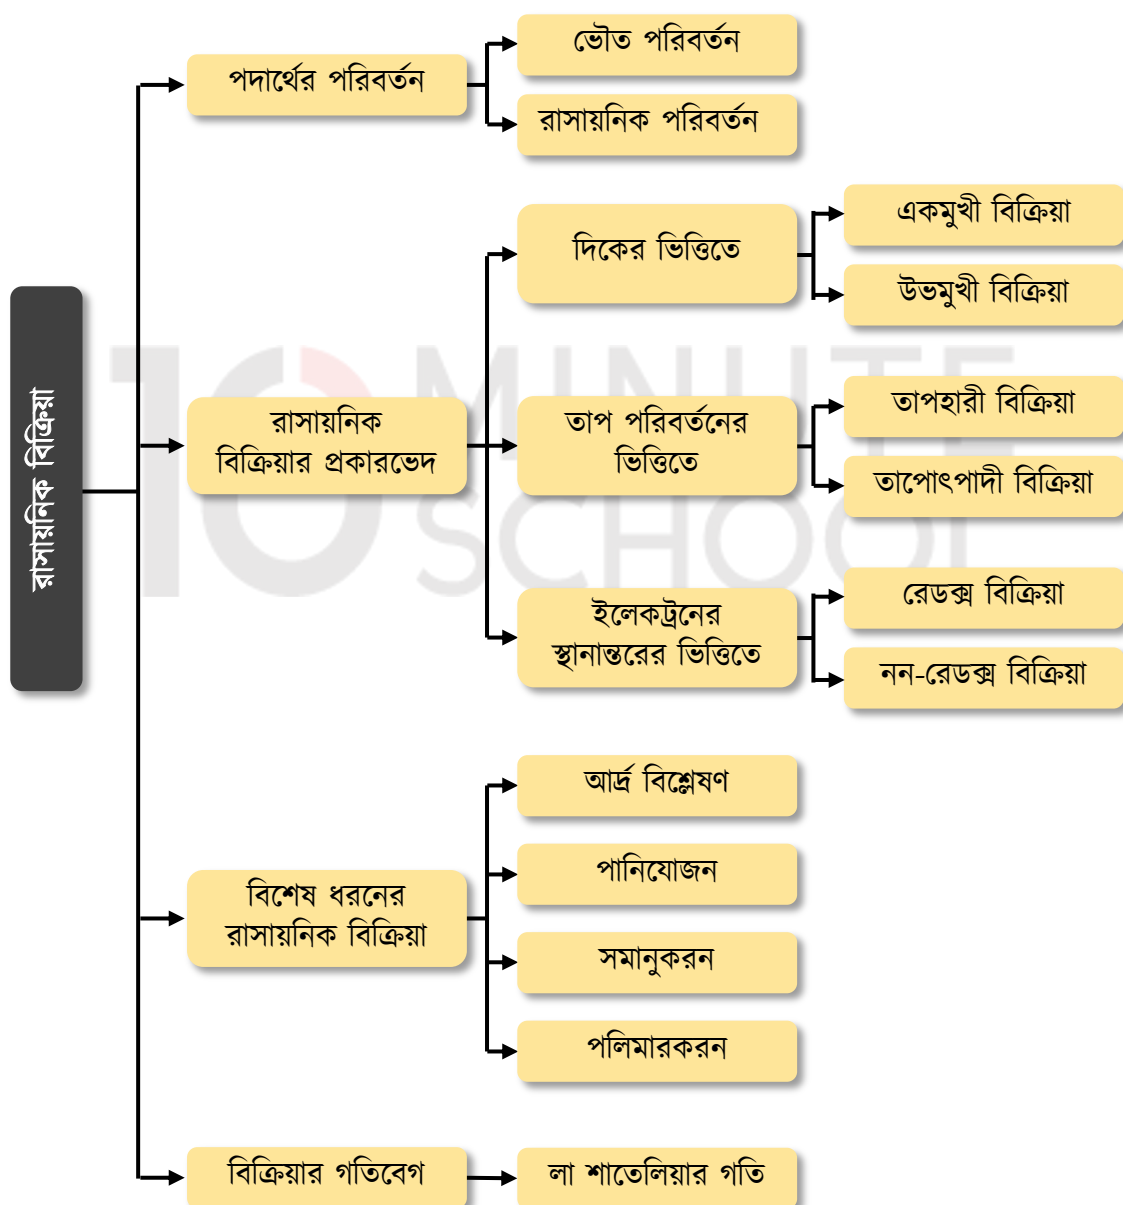 রাসায়নিক বিক্রিয়া
পদার্থের পরিবর্তন
ভৌত পরিবর্তন
রাসায়নিক পরিবর্তন
রাসায়নিক
বিক্রিয়ার প্রকারভেদ
দিকের ভিত্তিতে
একমুখী বিক্রিয়া
উভমুখী বিক্রিয়া
তাপ পরিবর্তনের
ভিত্তিতে
তাপহারী বিক্রিয়া
তাপোৎপাদী বিক্রিয়া
ইলেকট্রনের
স্থানান্তরের ভিত্তিতে
রেডক্স বিক্রিয়া
নন-রেডক্স বিক্রিয়া
বিশেষ ধরনের
রাসায়নিক বিক্রিয়া
আর্দ্র বিশ্লেষণ
পানিযোজন
সমানুকরন
পলিমারকরন
বিক্রিয়ার গতিবেগ
লা শাতেলিয়ার গতি
10 MINUTE
SCHOOL